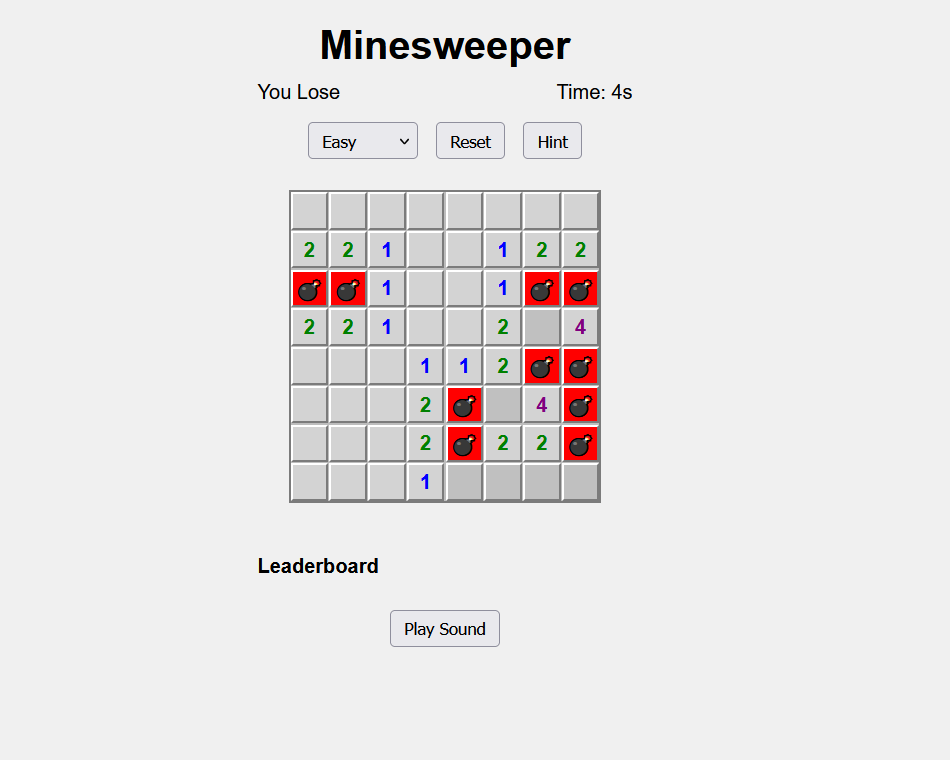 Minesweeper
You Lose Time: 4s
Easy Reset Hint
2 2 1 1 2 2
1 1
2 2 1 2 4
1 1 2
2 4
2 2 2
1
Leaderboard
Play Sound